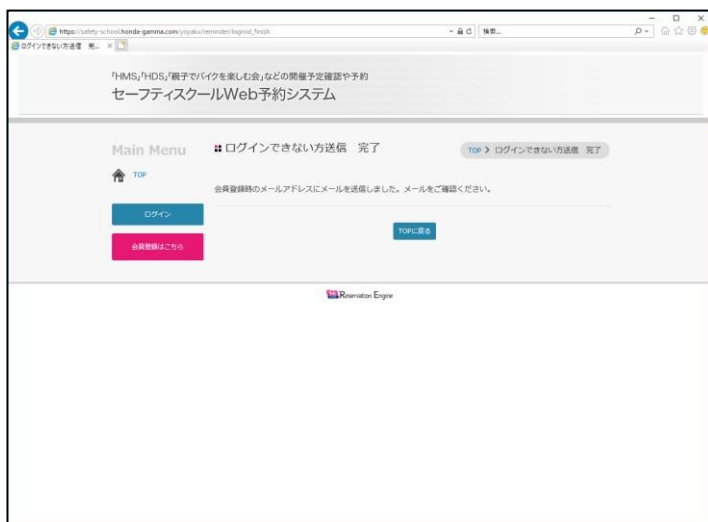 https://safety-school.honda-gamma.com/yoyaku/reminder/loginid_finish
検索...
ログインできない方送信 完...
「HMS」「HDS」「親子でバイクを楽しむ会」などの開催予定確認や予約
セーフティスクールWeb予約システム
Main Menu
TOP
ログイン
会員登録はこちら
ログインできない方送信 完了
TOP > ログインできない方送信 完了
会員登録時のメールアドレスにメールを送信しました。メールをご確認ください。
TOPに戻る
Reservation Engine